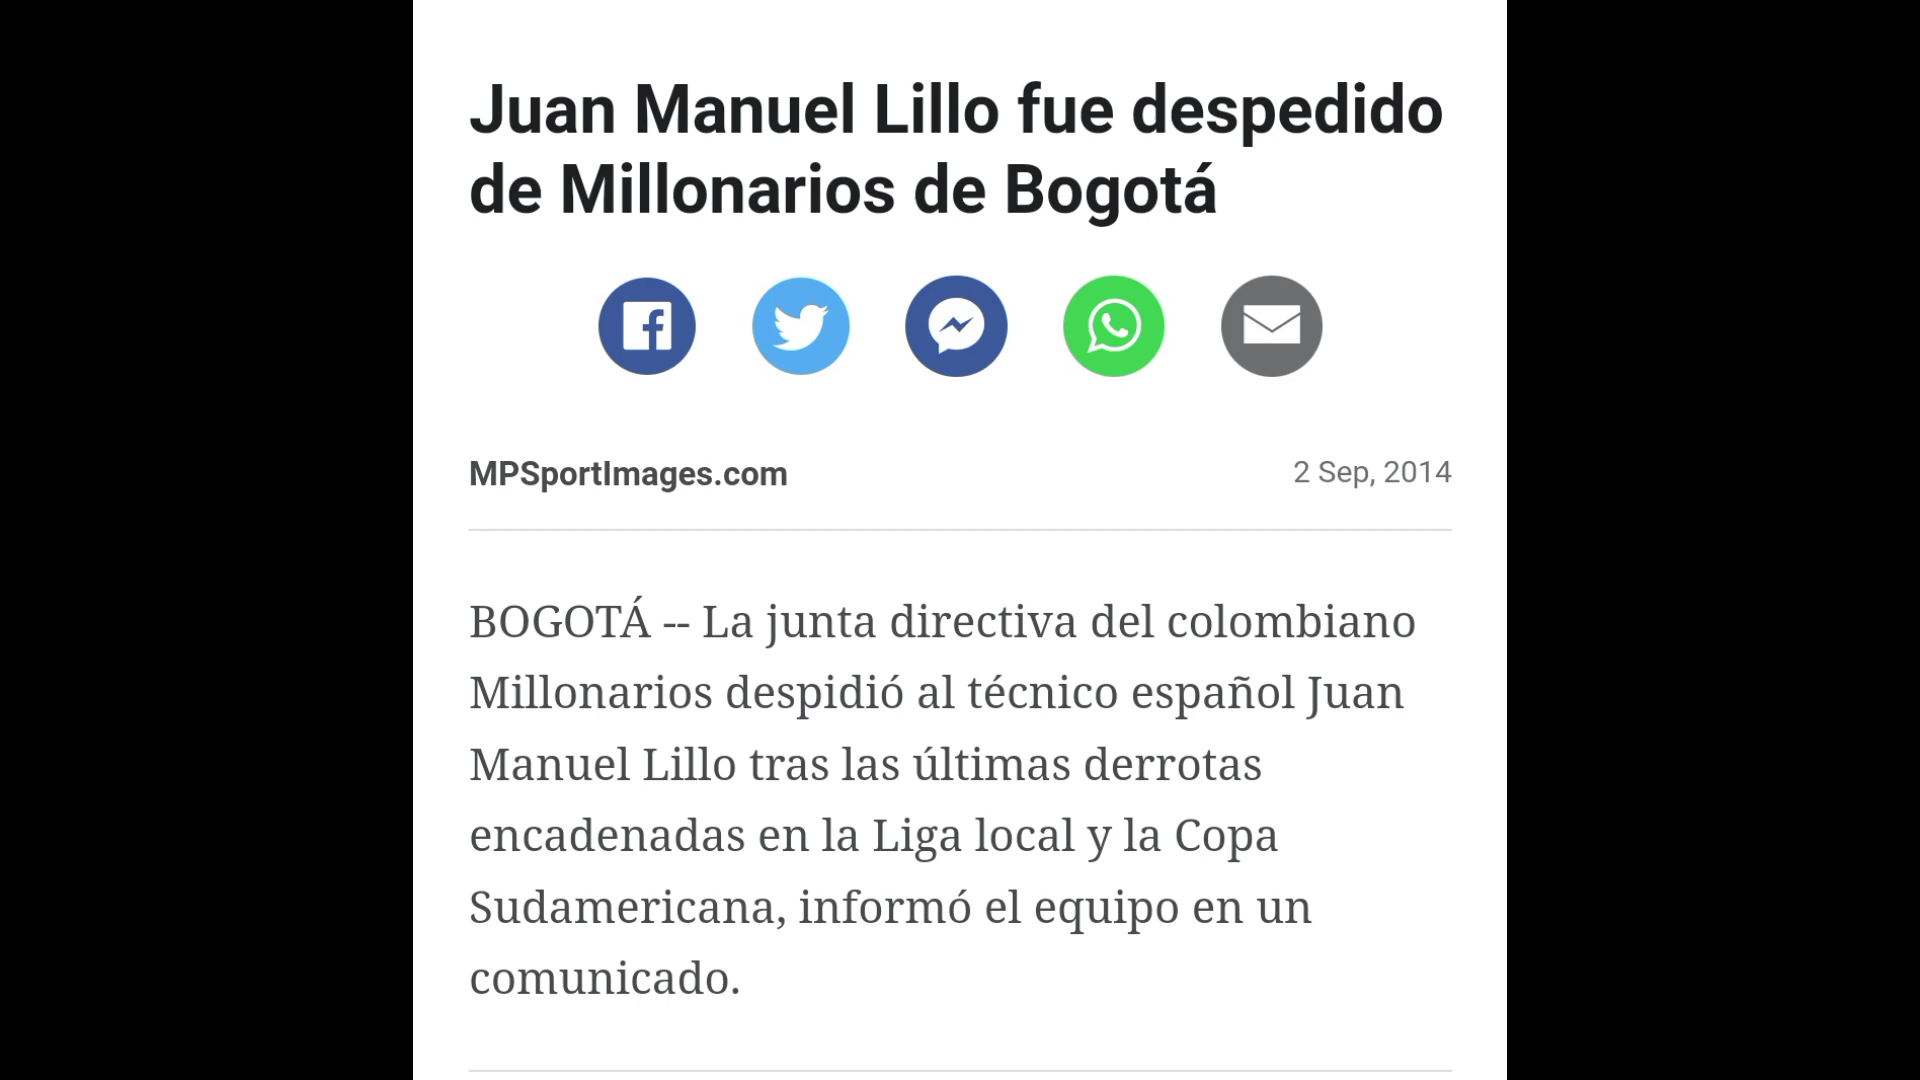 Juan Manuel Lillo fue despedido
de Millonarios de Bogotá
MPSportImages.com
2 Sep, 2014
BOGOTÁ -- La junta directiva del colombiano
Millonarios despidió al técnico español Juan
Manuel Lillo tras las últimas derrotas
encadenadas en la Liga local y la Copa
Sudamericana, informó el equipo en un
comunicado.